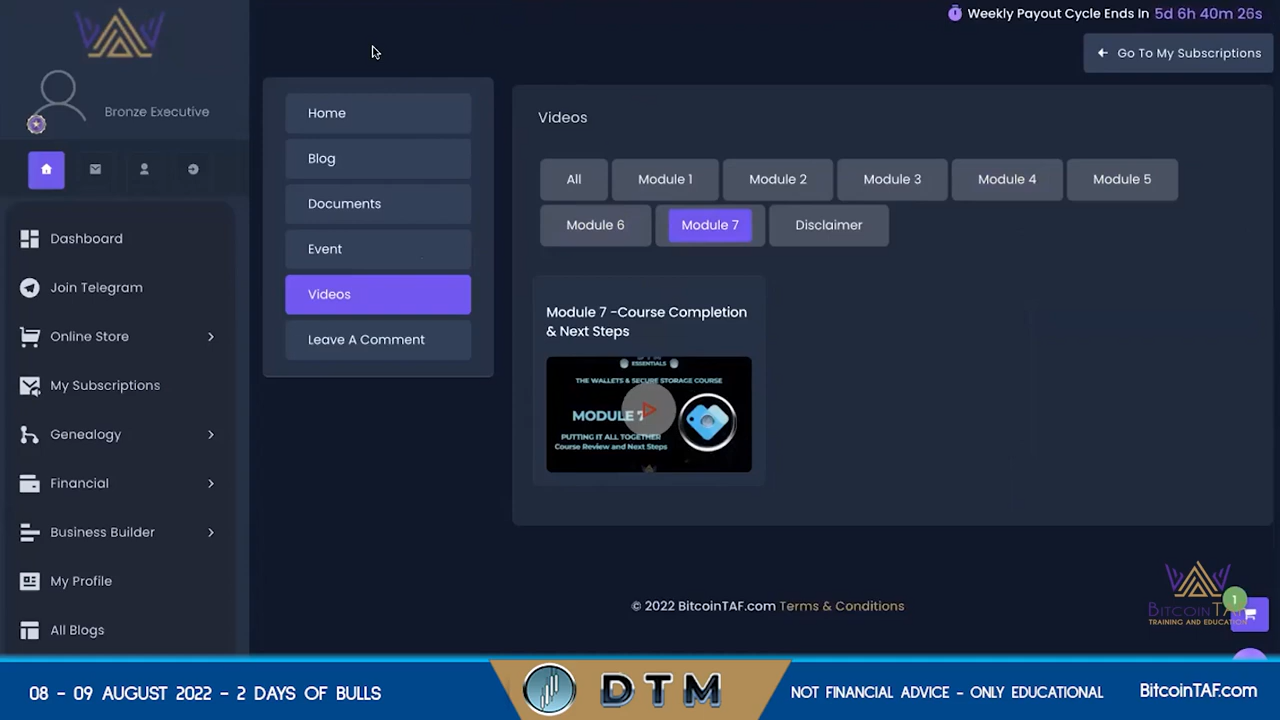 Weekly Payout Cycle Ends In 5d 6h 40m 26s
Go To My Subscriptions
Bronze Executive
Dashboard
Join Telegram
Online Store
My Subscriptions
Genealogy
Financial
Business Builder
My Profile
All Blogs
Home
Blog
Documents
Event
Videos
Leave A Comment
Videos
All Module 1 Module 2 Module 3 Module 4 Module 5
Module 6 Module 7 Disclaimer
Module 7 -Course Completion
& Next Steps
DTM
ESSENTIALS
THE WALLETS & SECURE STORAGE COURSE
MODULE 7
PUTTING IT ALL TOGETHER
Course Review and Next Steps
© 2022 BitcoinTAF.com Terms & Conditions
1
BITCOINTAF
TRAINING AND EDUCATION
08 - 09 AUGUST 2022 - 2 DAYS OF BULLS
DTM
NOT FINANCIAL ADVICE - ONLY EDUCATIONAL
BitcoinTAF.com